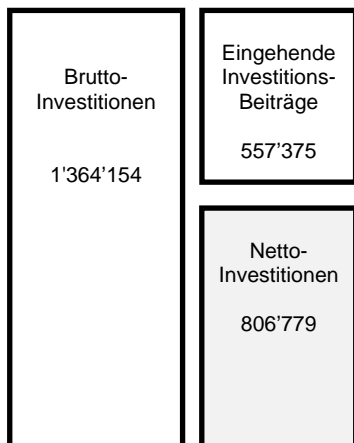 Brutto-
Investitionen
1'364'154
Eingehende
Investitions-
Beiträge
557’375
Netto-
Investitionen
806’779